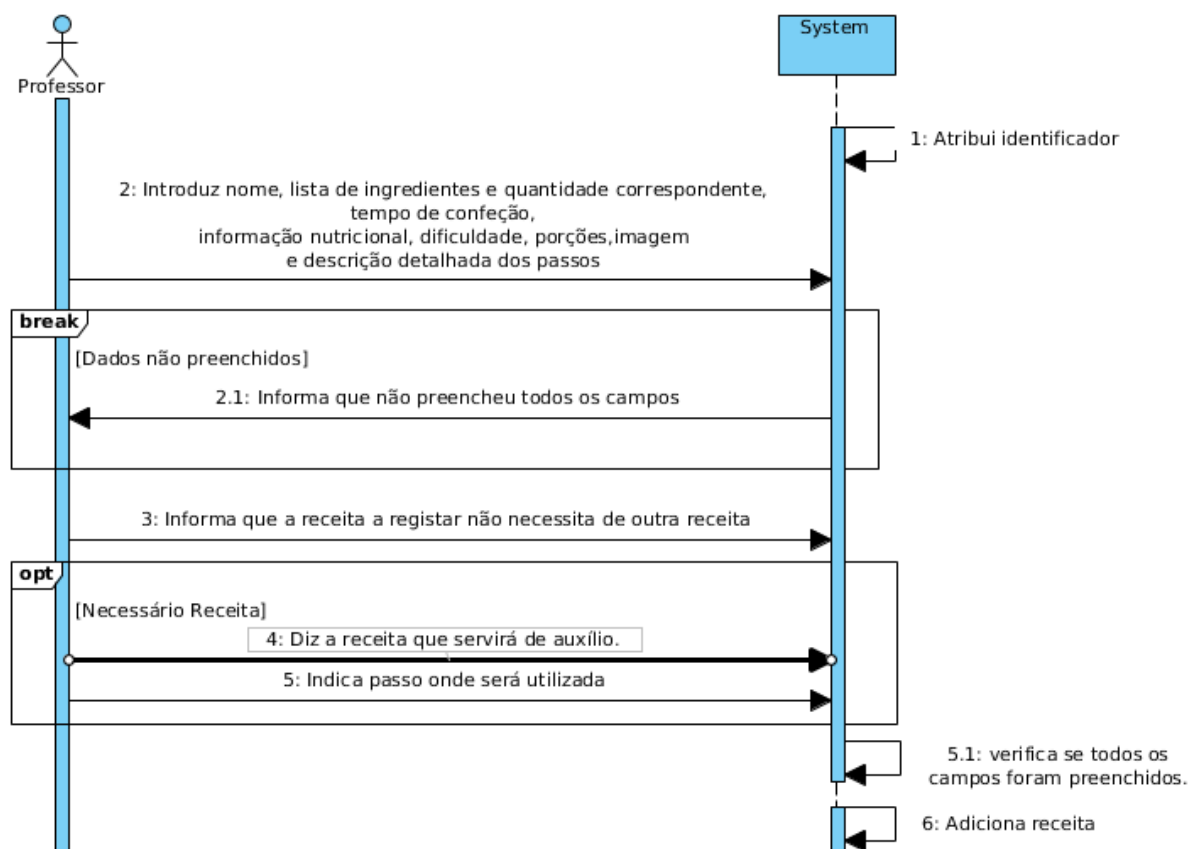 Professor
System
1: Atribui identificador
2: Introduz nome, lista de ingredientes e quantidade correspondente,
tempo de confeção,
informação nutricional, dificuldade, porções,imagem
e descrição detalhada dos passos
break
[Dados não preenchidos]
2.1: Informa que não preencheu todos os campos
3: Informa que a receita a registar não necessita de outra receita
opt
[Necessário Receita]
4: Diz a receita que servirá de auxílio.
5: Indica passo onde será utilizada
5.1: verifica se todos os
campos foram preenchidos.
6: Adiciona receita